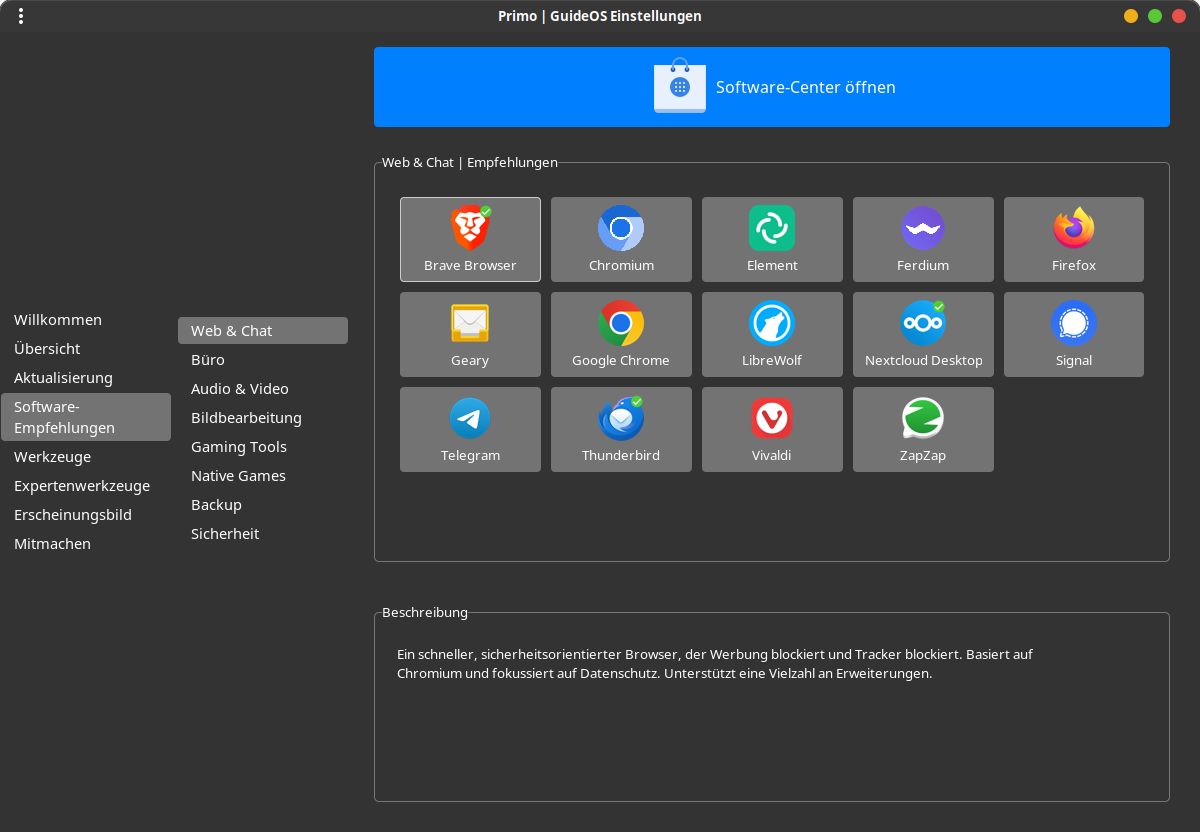 Primo | GuideOS Einstellungen
Software-Center öffnen
Willkommen
Übersicht
Aktualisierung
Software-
Empfehlungen
Werkzeuge
Expertenwerkzeuge
Erscheinungsbild
Mitmachen
Web & Chat
Büro
Audio & Video
Bildbearbeitung
Gaming Tools
Native Games
Backup
Sicherheit
Web & Chat | Empfehlungen
Brave Browser
Chromium
Element
Ferdium
Firefox
Geary
Google Chrome
LibreWolf
Nextcloud Desktop
Signal
Telegram
Thunderbird
Vivaldi
ZapZap
Beschreibung
Ein schneller, sicherheitsorientierter Browser, der Werbung blockiert und Tracker blockiert. Basiert auf
Chromium und fokussiert auf Datenschutz. Unterstützt eine Vielzahl an Erweiterungen.